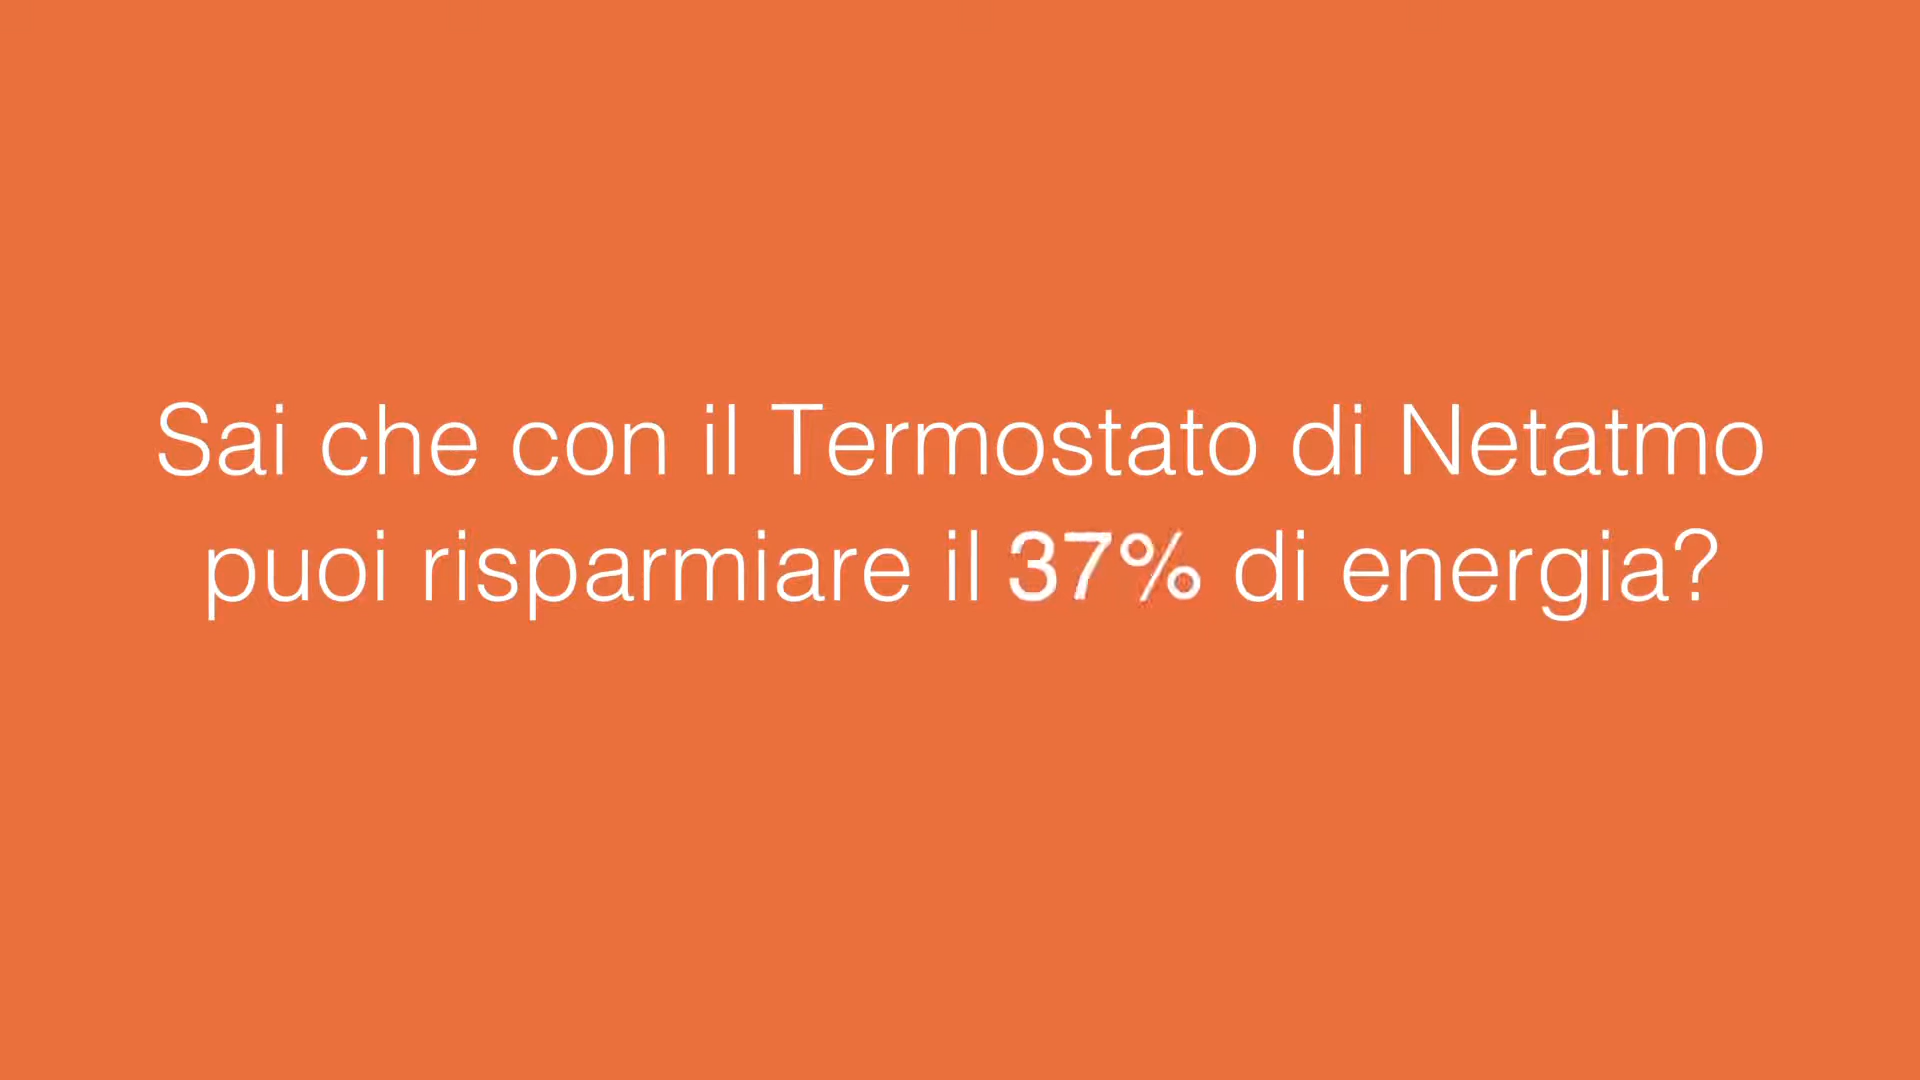 Sai che con il Termostato di Netatmo
puoi risparmiare il 37% di energia?